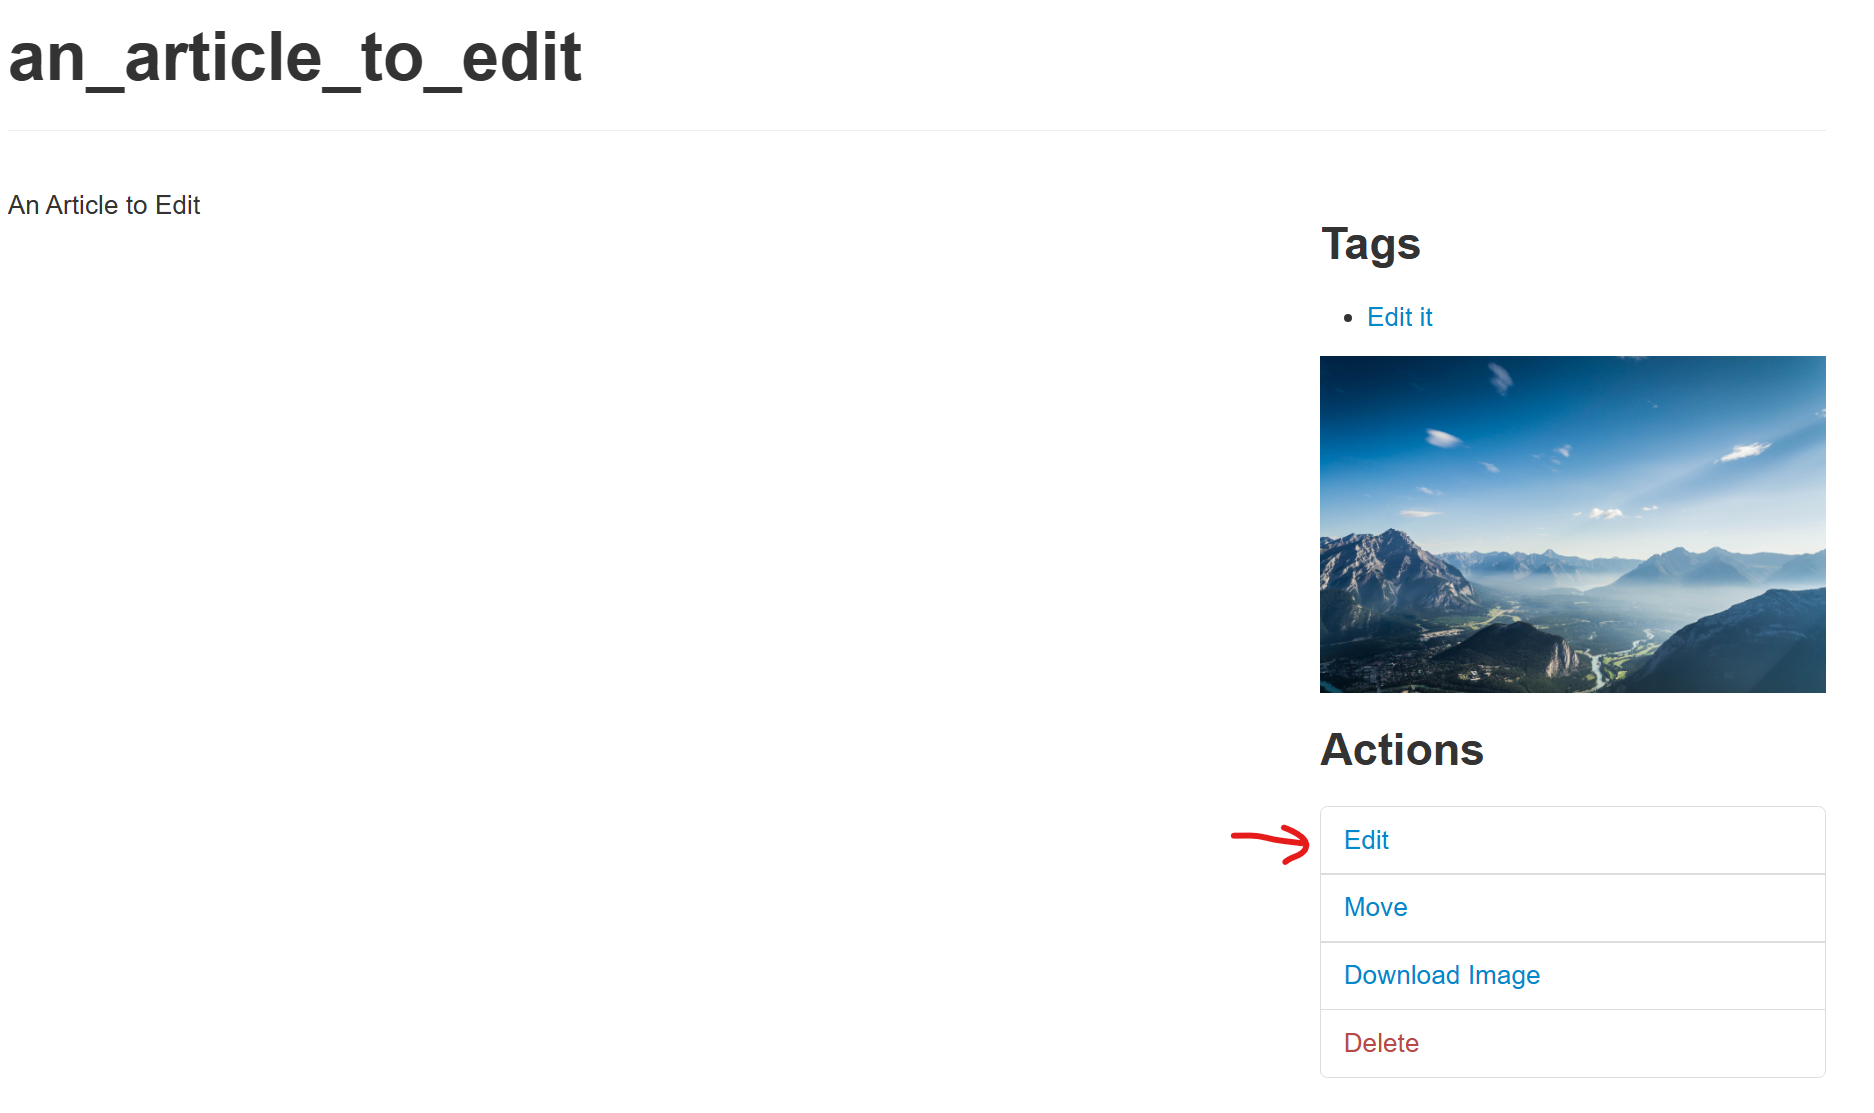 an_article_to_edit
An Article to Edit
Tags
Edit it
Actions
Edit
Move
Download Image
Delete